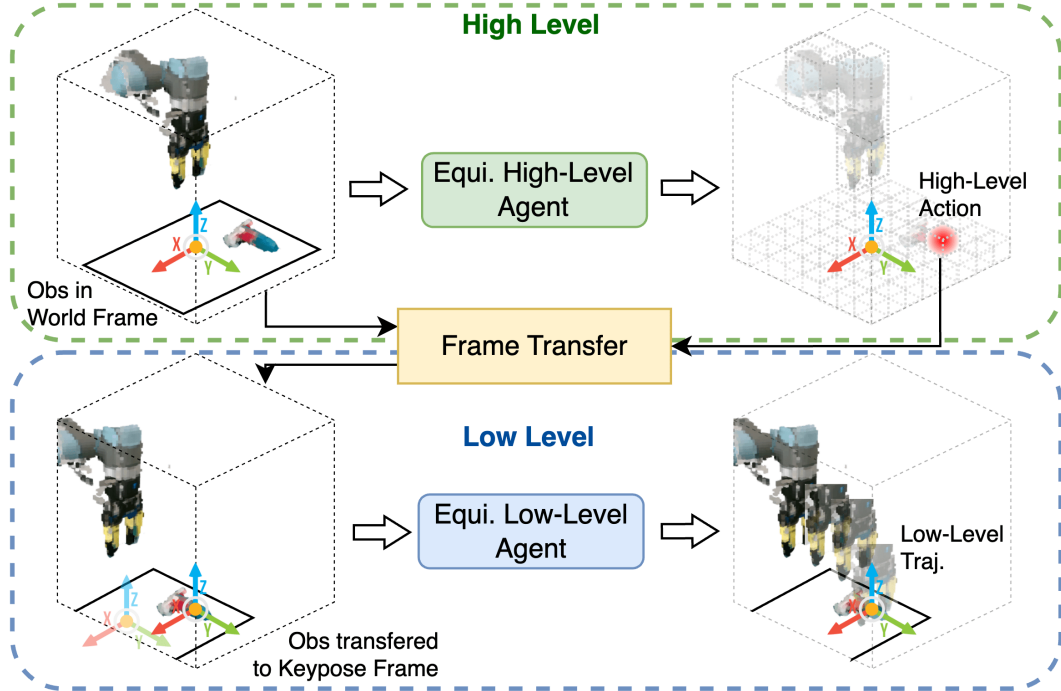 High Level
Z
X
Y
Obs in
World Frame
Equi. High-Level
Agent
High-Level
Action
Z
X
Y
Frame Transfer
Low Level
Z
X
Y
Z
X
Y
Obs transfered
to Keypose Frame
Equi. Low-Level
Agent
Low-Level
Traj.
Z
X
Y